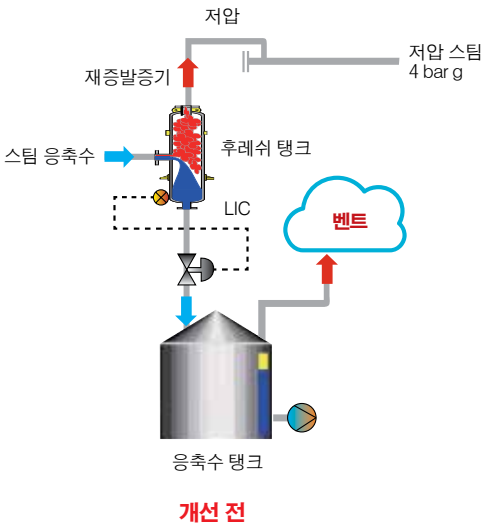 저압
저압 스팀
4 bar g
재증발증기
스팀 응축수
후레쉬 탱크
LIC
벤트
응축수 탱크
개선 전